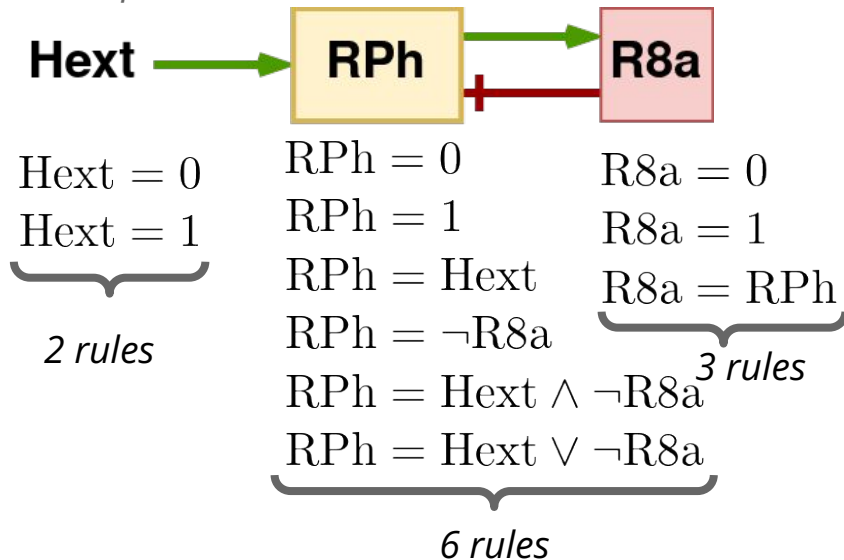 Hext
RPh
R8a
Hext = 0
Hext = 1
2 rules
RPh = 0
RPh = 1
RPh = Hext
RPh = ¬R8a
RPh = Hext ∧ ¬R8a
RPh = Hext ∨ ¬R8a
6 rules
R8a = 0
R8a = 1
R8a = RPh
3 rules